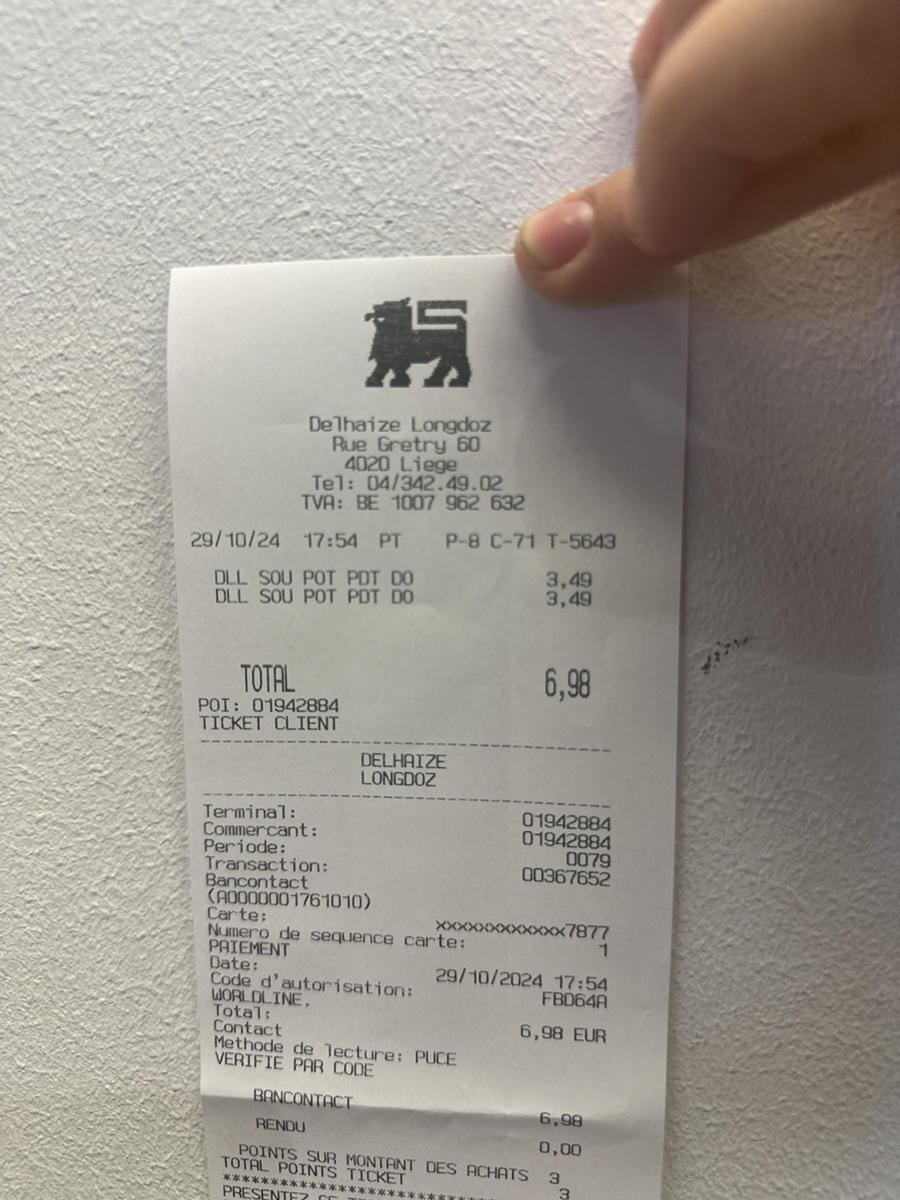 Delhaize Longdoz
Rue Gretry 60
4020 Liege
Tel: 04/342.49.02
TVA: BE 1007 962 632
29/10/24 17:54 PT P-8 C-71 T-5643
DLL SOU POT PDT DO 3,49
DLL SOU POT PDT DO 3,49
TOTAL 6,98
POI: 01942884
TICKET CLIENT
DELHAIZE
LONGDOZ
Terminal: 01942884
Commercant: 01942884
Periode: 0079
Transaction: 00367652
Bancontact
(A0000001761010)
Carte: xxxxxxxxxxxxx7877
Numero de sequence carte: 1
PAIEMENT
Date: 29/10/2024 17:54
Code d'autorisation: FBD64A
WORLDLINE.
Total: 6,98 EUR
Contact
Methode de lecture: PUCE
VERIFIE PAR CODE
BANCONTACT 6,98
RENDU 0,00
POINTS SUR MONTANT DES ACHATS 3
TOTAL POINTS TICKET 3
PRESENTEZ CE